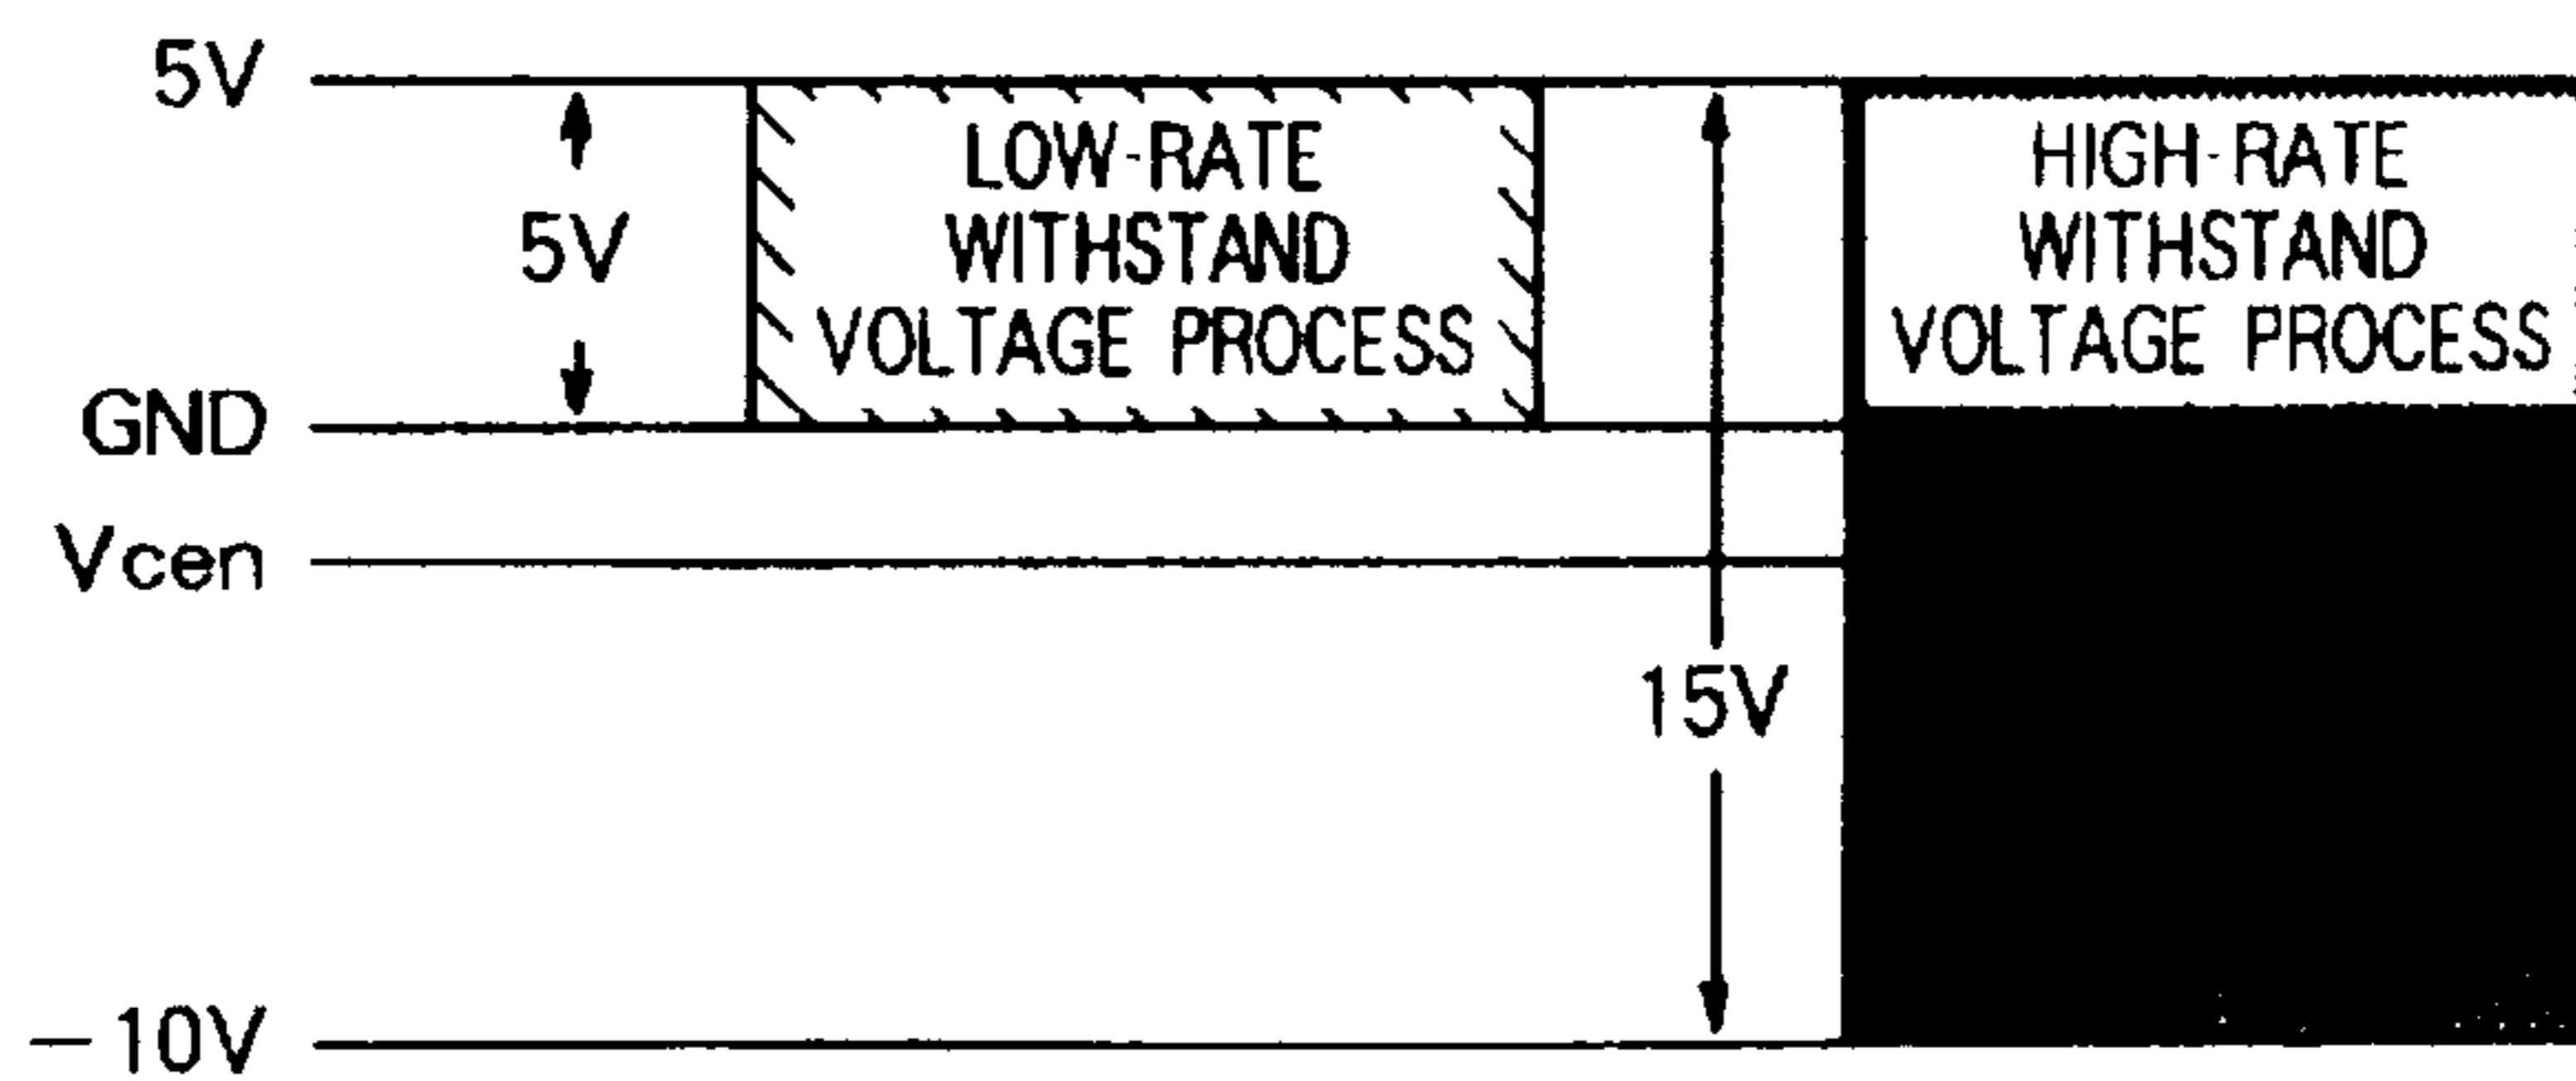 5V
LOW-RATE
WITHSTAND
VOLTAGE PROCESS
HIGH-RATE
WITHSTAND
VOLTAGE PROCESS
5V
GND
Vcen
15V
−10V